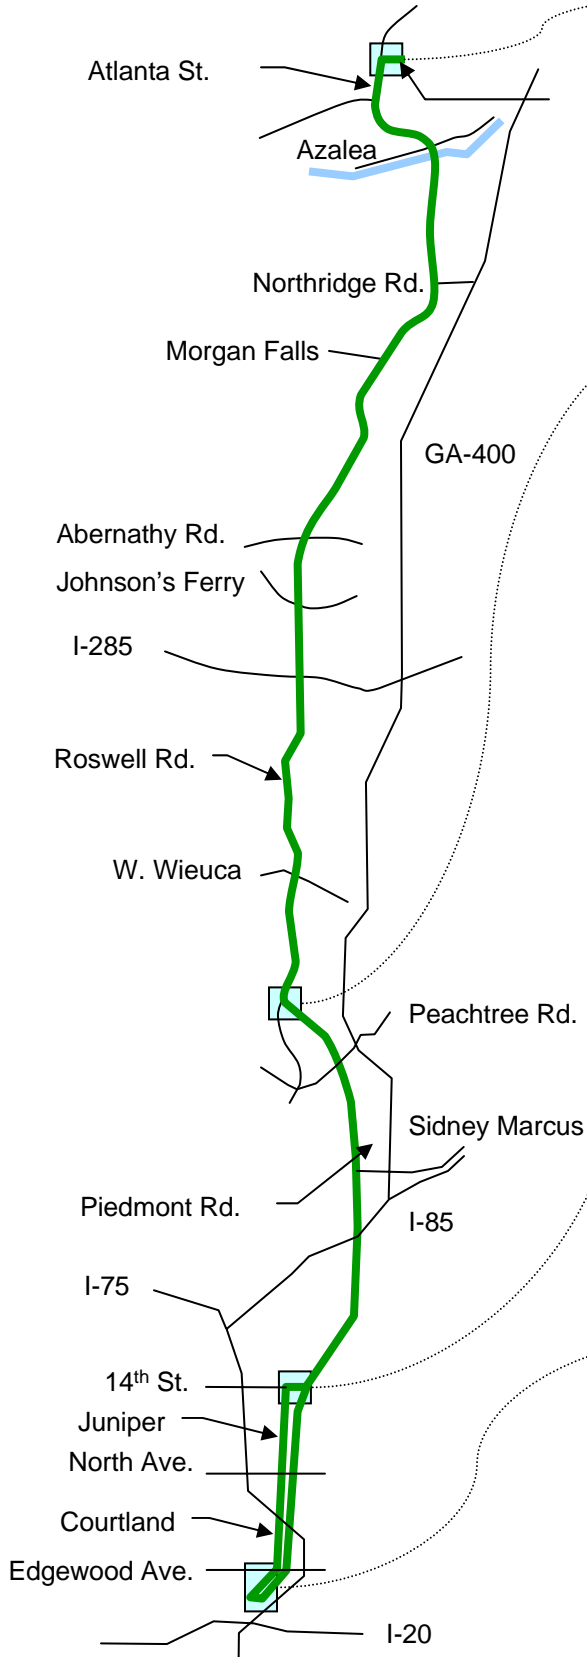 Atlanta St.
Azalea
Northridge Rd.
Morgan Falls
GA-400
Abernathy Rd.
Johnson's Ferry
I-285
Roswell Rd.
W. Wieuca
Peachtree Rd.
Sidney Marcus
Piedmont Rd.
I-85
I-75
14th St.
Juniper
North Ave.
Courtland
Edgewood Ave.
I-20